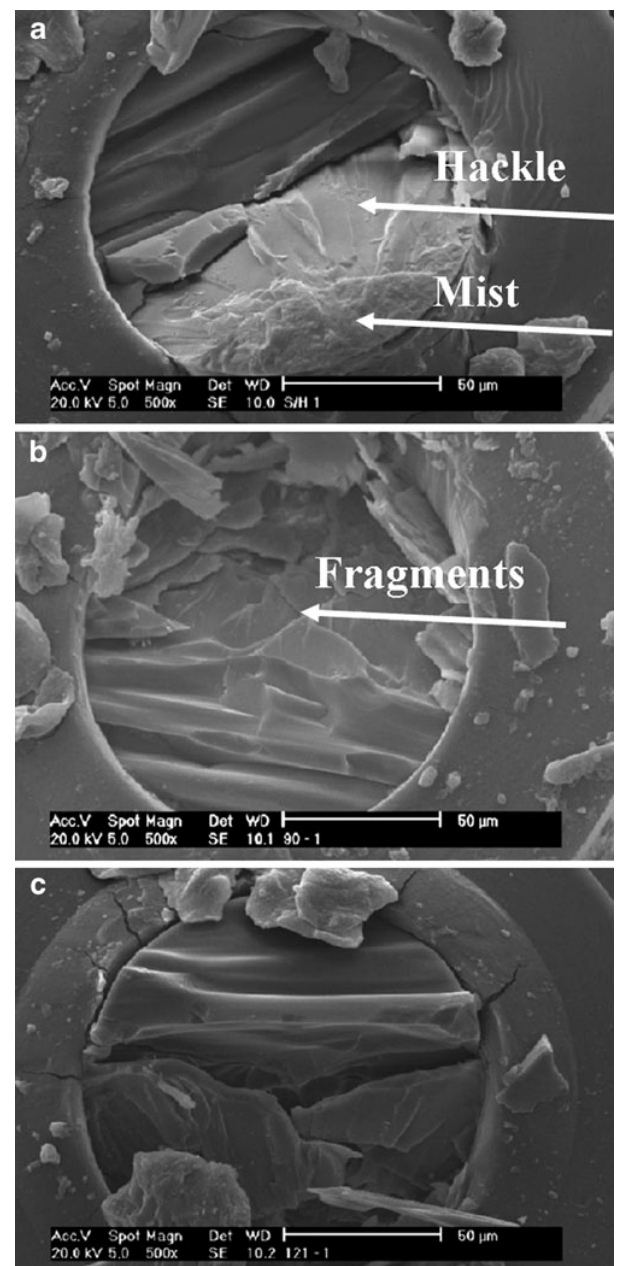 a
Hackle
Mist
Acc.V Spot Magn Det WD 50 µm
20.0 kV 5.0 500x SE 10.0 S/H 1
b
Fragments
Acc.V Spot Magn Det WD 50 µm
20.0 kV 5.0 500x SE 10.1 90 - 1
c
Acc.V Spot Magn Det WD 50 µm
20.0 kV 5.0 500x SE 10.2 121 - 1